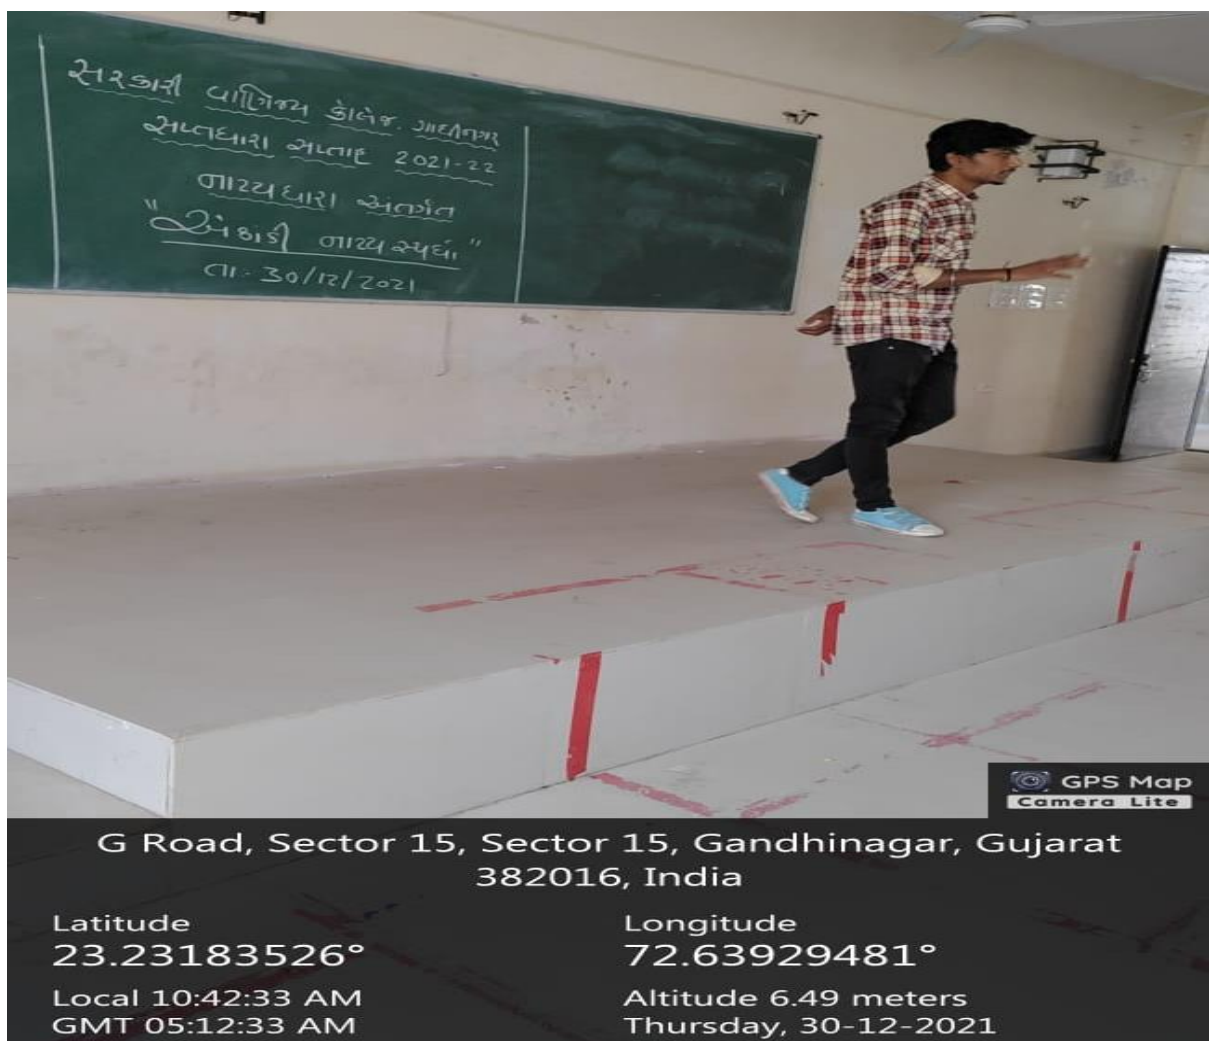 સરકારી વાણિજ્ય કોલેજ. ગાંધીનગર
સપ્તધારા સપ્તાહ 2021-22
નાટ્યધારા અતર્ગત
"એકાંકી નાટ્ય સ્પર્ધા"
તા. 30/12/2021
GPS Map
Camera Lite
G Road, Sector 15, Sector 15, Gandhinagar, Gujarat
382016, India
Latitude
23.23183526°
Longitude
72.63929481°
Local 10:42:33 AM
GMT 05:12:33 AM
Altitude 6.49 meters
Thursday, 30-12-2021